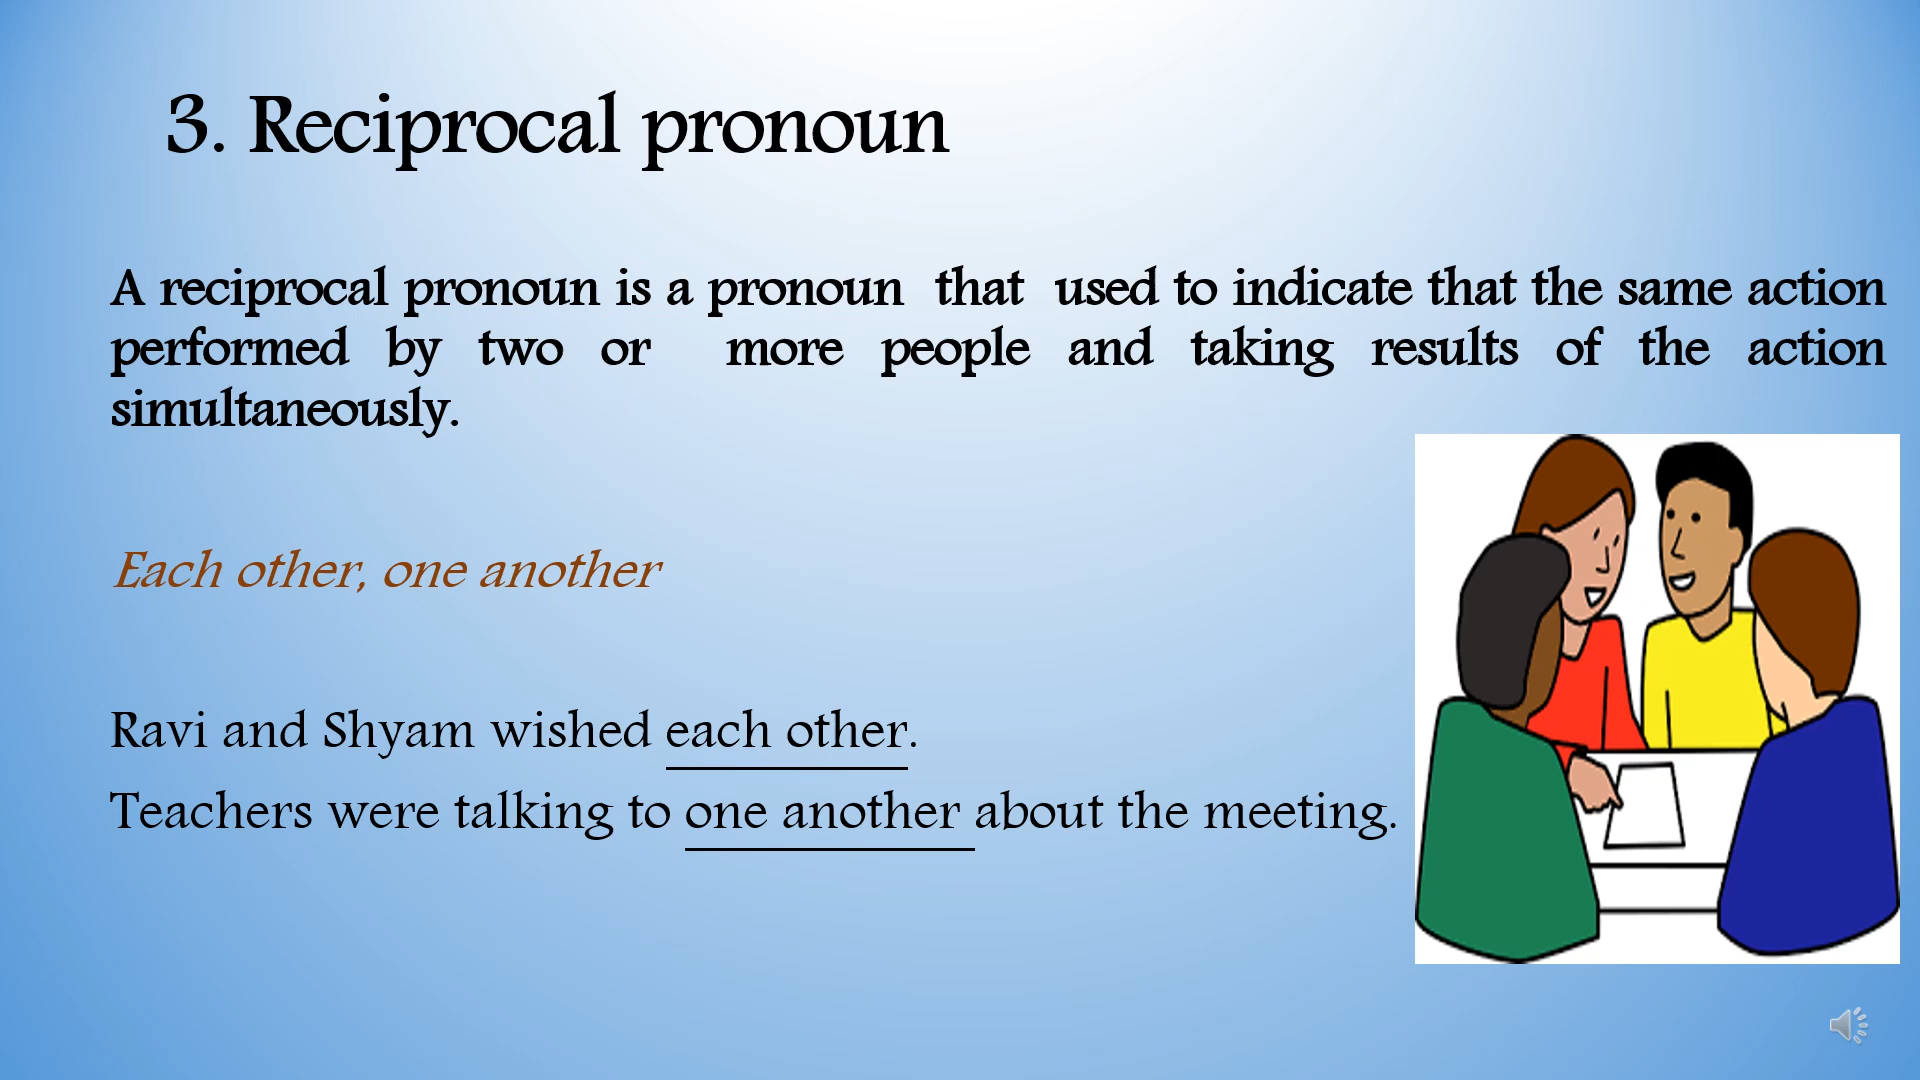 3. Reciprocal pronoun
A reciprocal pronoun is a pronoun that used to indicate that the same action
performed by two or more people and taking results of the action
simultaneously.
Each other, one another
Ravi and Shyam wished each other.
Teachers were talking to one another about the meeting.